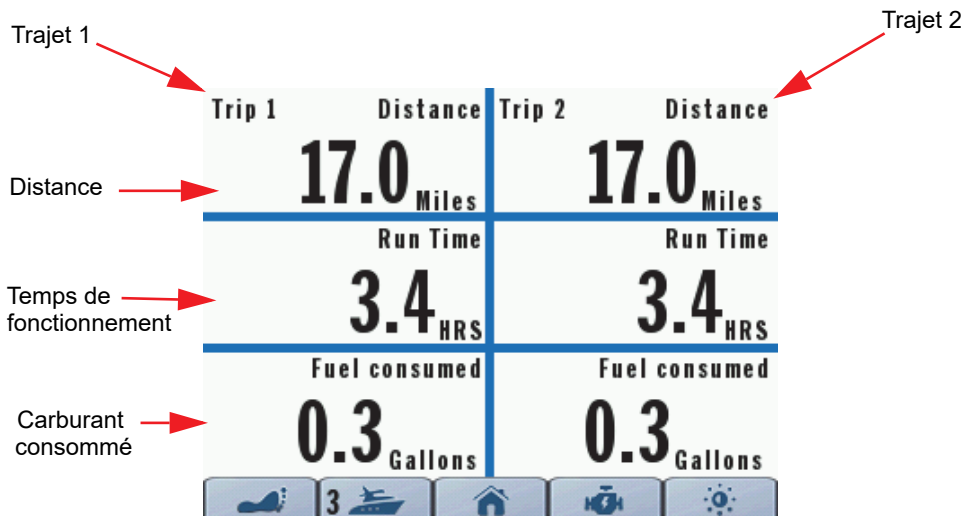 Trajet 1
Trajet 2
Trip 1 Distance
17.0 Miles
Trip 2 Distance
17.0 Miles
Distance
Run Time
3.4 HRS
Run Time
3.4 HRS
Temps de
fonctionnement
Fuel consumed
0.3 Gallons
Fuel consumed
0.3 Gallons
Carburant
consommé
3